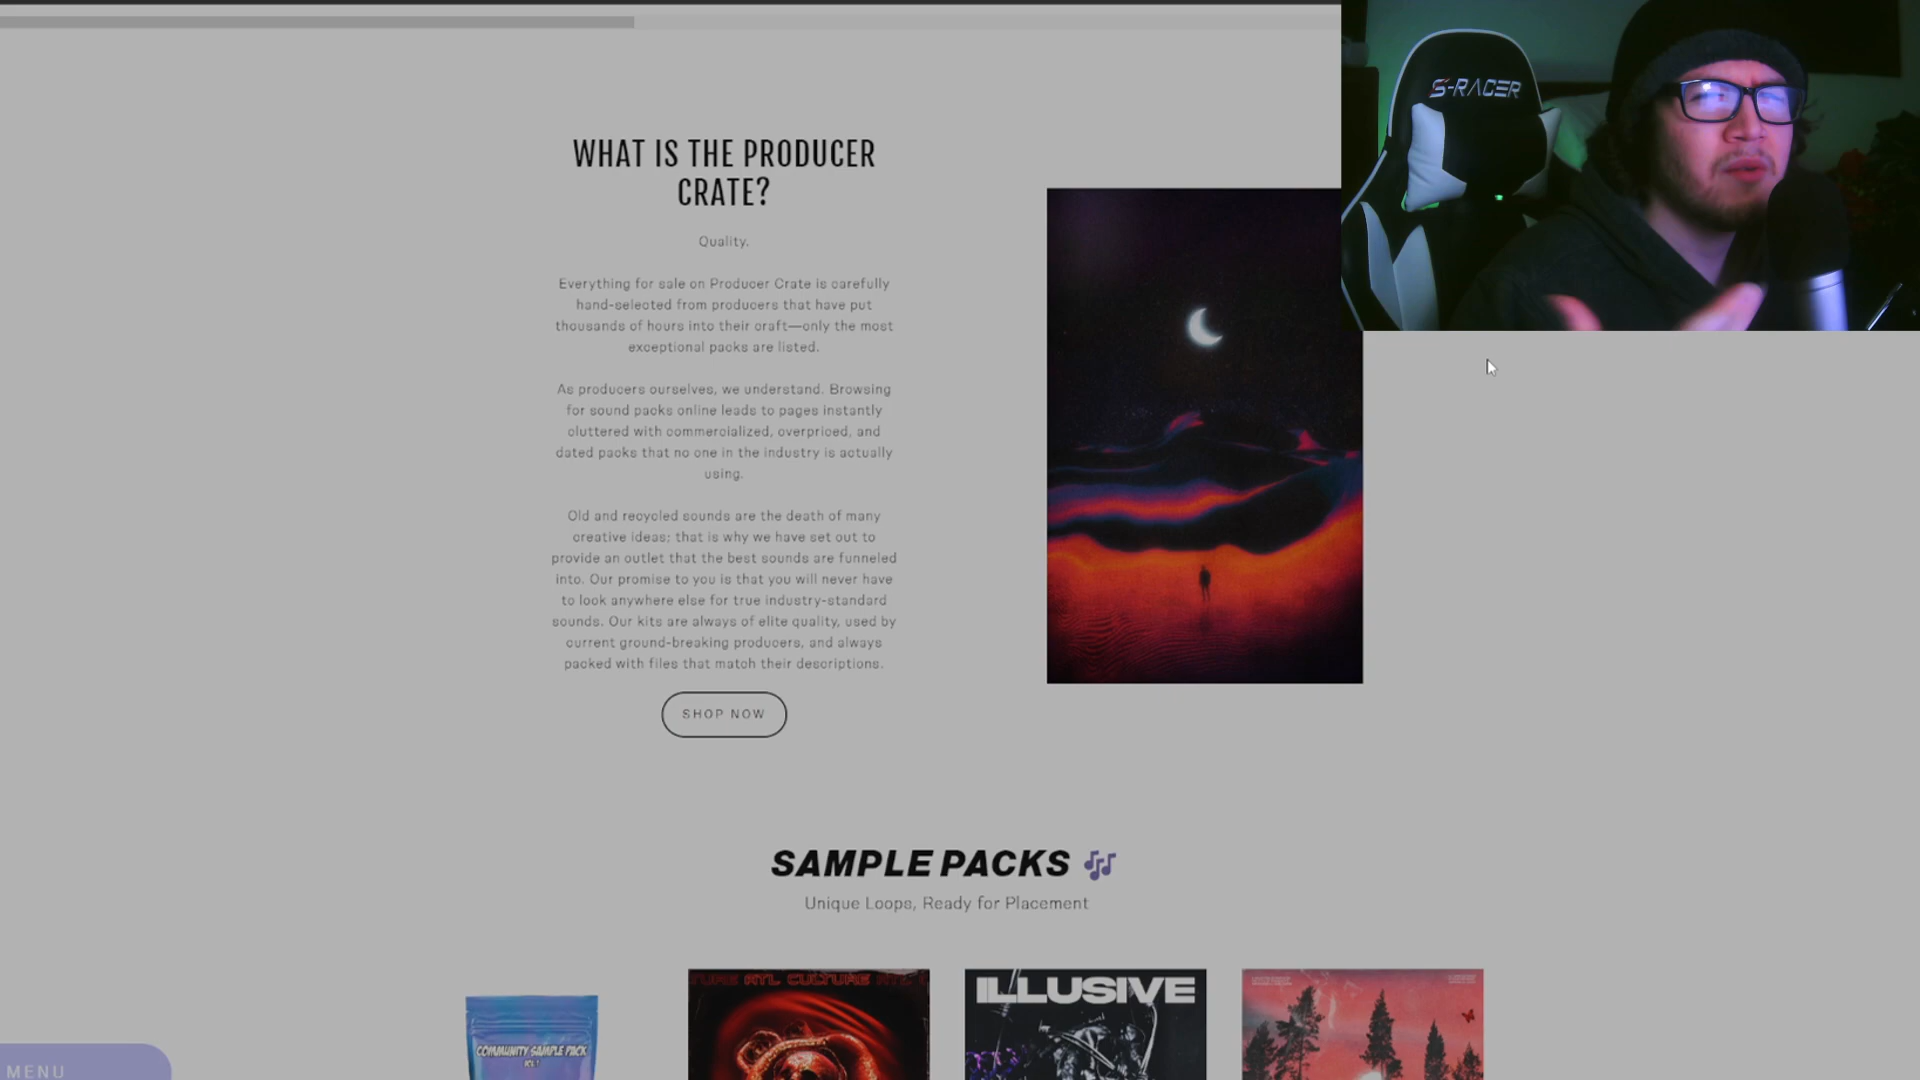 S-RACER
WHAT IS THE PRODUCER
CRATE?
Quality.
Everything for sale on Producer Crate is carefully
hand-selected from producers that have put
thousands of hours into their craft—only the most
exceptional packs are listed.
As producers ourselves, we understand. Browsing
for sound packs online leads to pages instantly
cluttered with commercialized, overpriced, and
dated packs that no one in the industry is actually
using.
Old and recycled sounds are the death of many
creative ideas; that is why we have set out to
provide an outlet that the best sounds are funneled
into. Our promise to you is that you will never have
to look anywhere else for true industry-standard
sounds. Our kits are always of elite quality, used by
current ground-breaking producers, and always
packed with files that match their descriptions.
SHOP NOW
SAMPLE PACKS
Unique Loops, Ready for Placement
COMMUNITY SAMPLE PACK
VOL 1
ATL CULTURE
ILLUSIVE
MENU